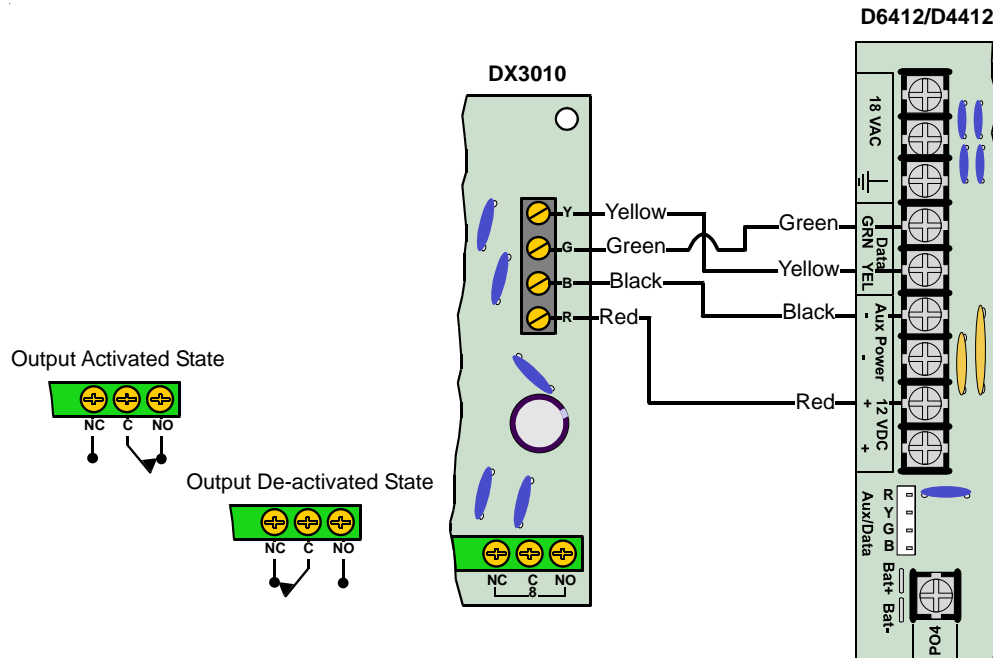 D6412/D4412
DX3010
18 VAC
Y
Yellow
G
Green
B
Black
R
Red
Green
Yellow
Black
Red
GRN
Data
YEL
-
Aux Power
-
+
12 VDC
+
Output Activated State
NC
C
NO
Output De-activated State
NC
C
NO
NC
C
NO
8
R
Y
G
B
Aux/Data
Bat+
Bat-
PO4